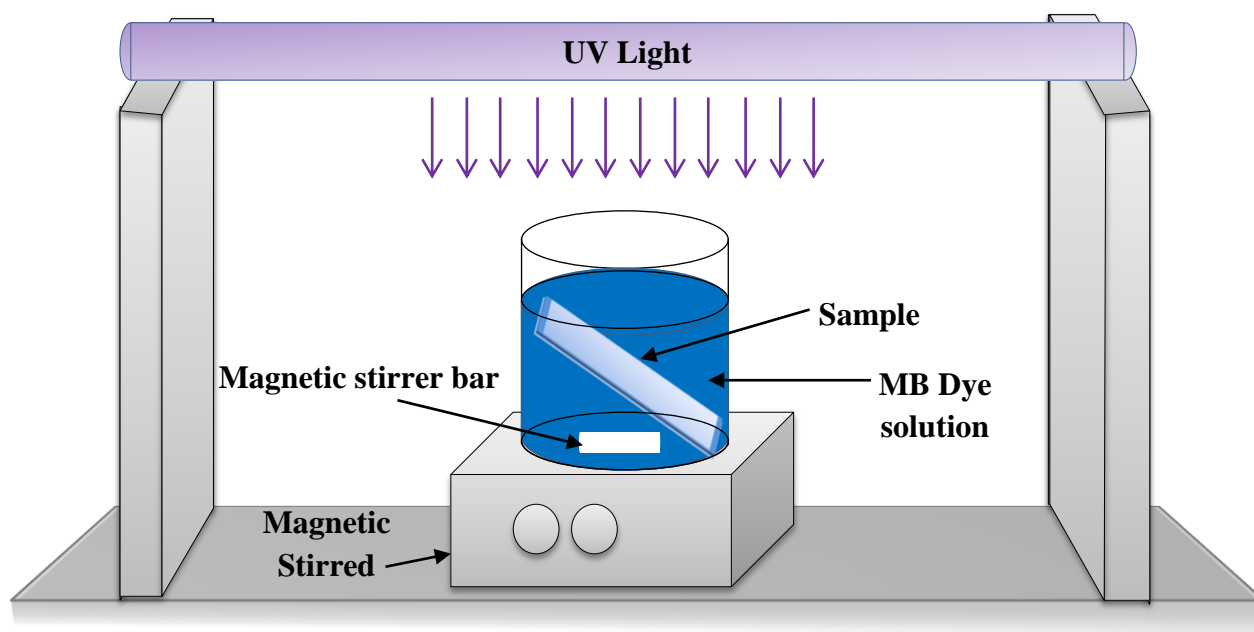 UV Light
Sample
Magnetic stirrer bar
MB Dye
solution
Magnetic
Stirred